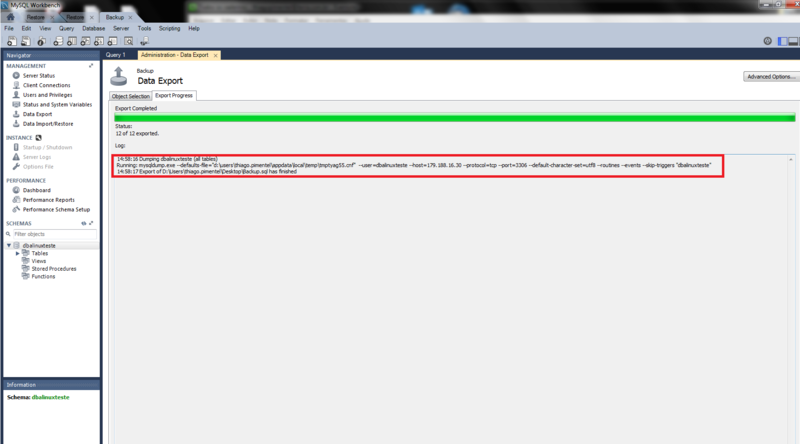 MySQL Workbench
Restore
Restore
Backup
File Edit View Query Database Server Tools Scripting Help
Navigator
MANAGEMENT
Server Status
Client Connections
Users and Privileges
Status and System Variables
Data Export
Data Import/Restore
INSTANCE
Startup / Shutdown
Server Logs
Options File
PERFORMANCE
Dashboard
Performance Reports
Performance Schema Setup
SCHEMAS
Filter objects
dbalinuxteste
Tables
Views
Stored Procedures
Functions
Information
Schema: dbalinuxteste
Query 1
Administration - Data Export
Backup
Data Export
Advanced Options...
Object Selection
Export Progress
Export Completed
Status:
12 of 12 exported.
Log:
14:58:16 Dumping dbalinuxteste (all tables)
Running: mysqldump.exe --defaults-file="d:\users\thiago.pimentel\appdata\local\temp\tmptyag55.cnf" --user=dbalinuxteste --host=179.188.16.30 --protocol=tcp --port=3306 --default-character-set=utf8 --routines --events --skip-triggers "dbalinuxteste"
14:58:17 Export of D:\Users\thiago.pimentel\Desktop\Backup.sql has finished